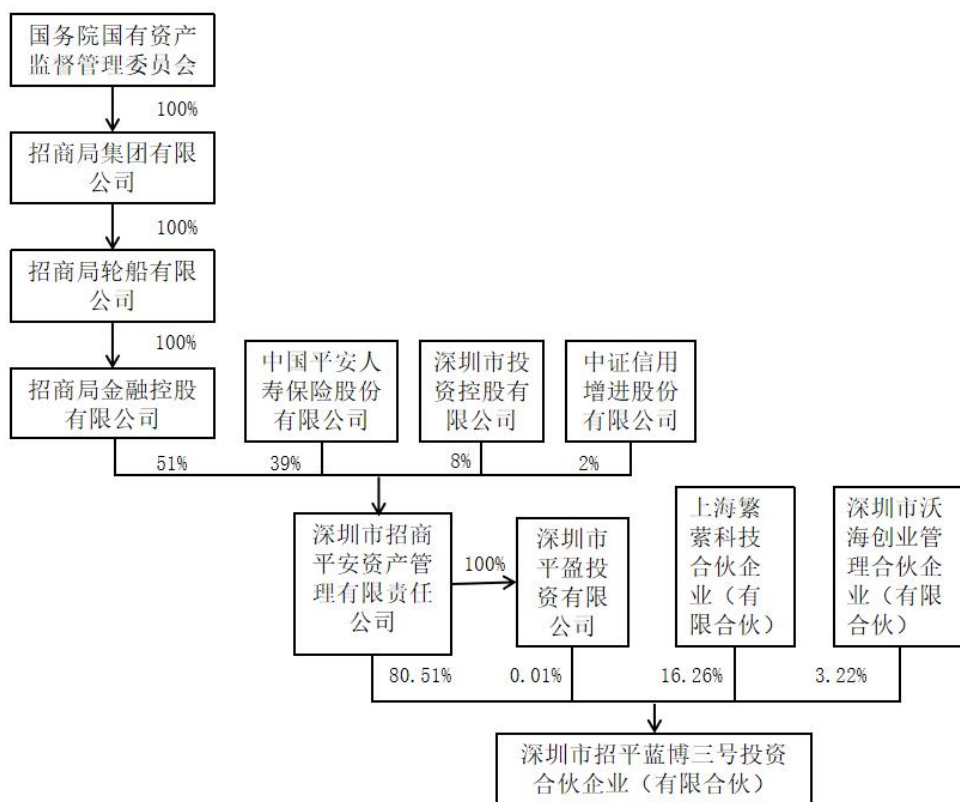 国务院国有资产
监督管理委员会
100%
招商局集团有限
公司
100%
招商局轮船有限
公司
100%
招商局金融控股
有限公司
中国平安人
寿保险股份
有限公司
深圳市投
资控股有
限公司
中证信用
增进股份
有限公司
51%
39%
8%
2%
深圳市招商
平安资产管
理有限责任
公司
100%
深圳市
平盈投
资有限
公司
上海繁
萦科技
合伙企
业（有
限合伙）
深圳市沃
海创业管
理合伙企
业（有限
合伙）
80.51%
0.01%
16.26%
3.22%
深圳市招平蓝博三号投资
合伙企业（有限合伙）